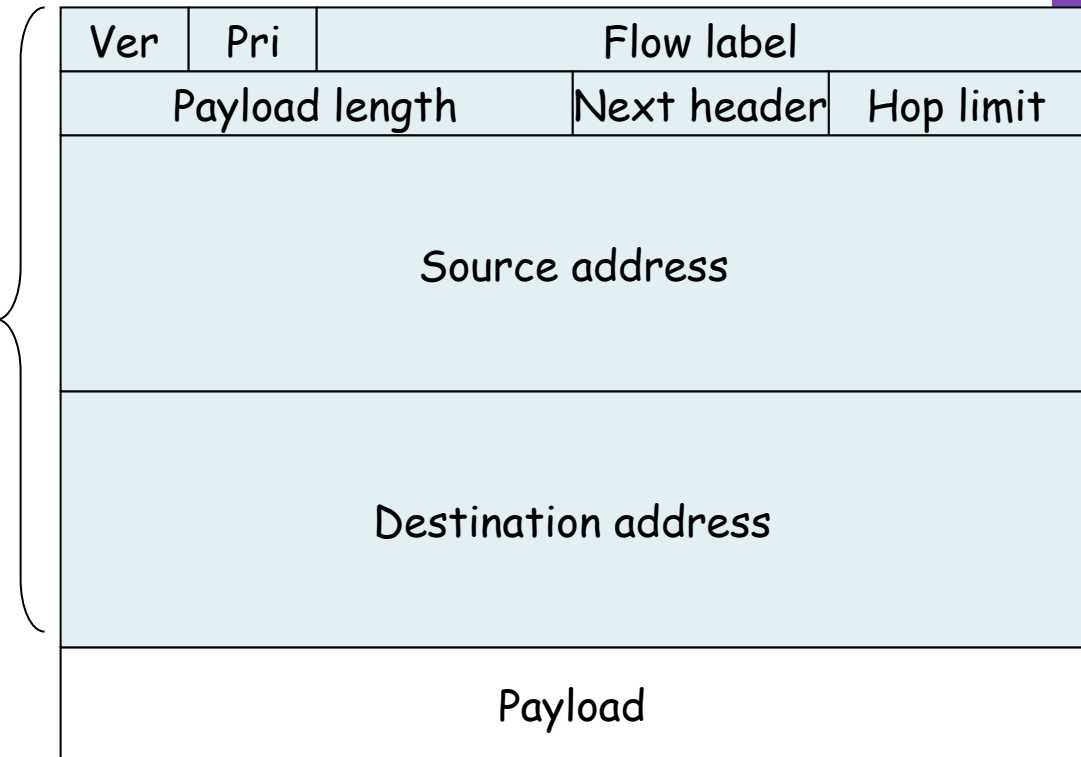 Ver Pri Flow label
Payload length Next header Hop limit
Source address
Destination address
Payload